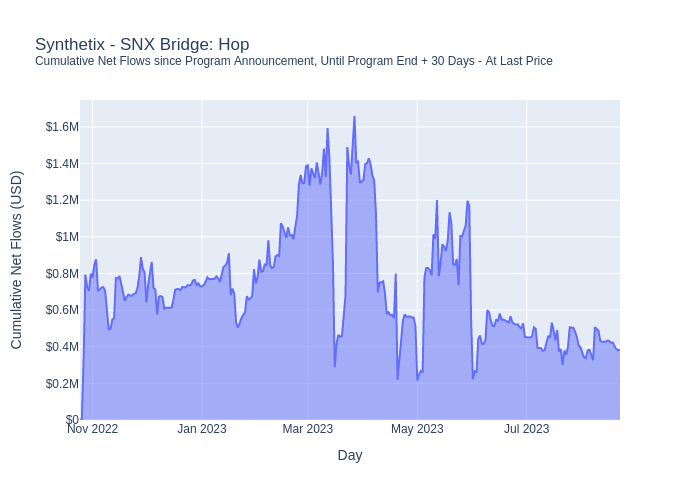 Synthetix - SNX Bridge: Hop
Cumulative Net Flows since Program Announcement, Until Program End + 30 Days - At Last Price
Cumulative Net Flows (USD)
$1.6M
$1.4M
$1.2M
$1M
$0.8M
$0.6M
$0.4M
$0.2M
$0
Nov 2022 Jan 2023 Mar 2023 May 2023 Jul 2023
Day